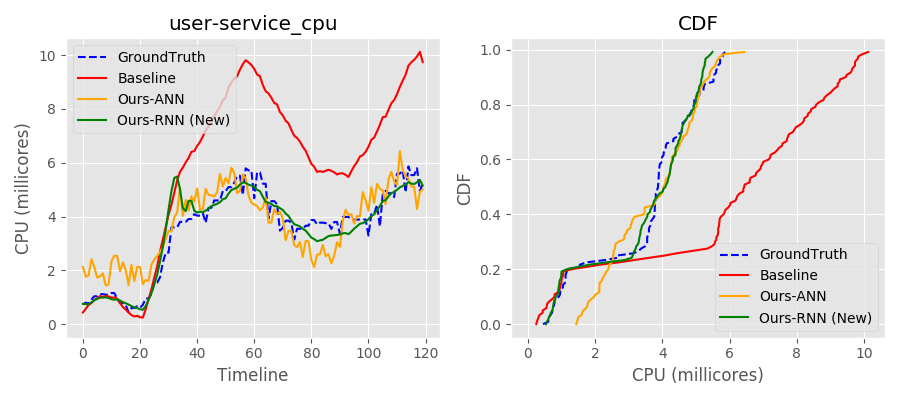 user-service_cpu
GroundTruth
Baseline
Ours-ANN
Ours-RNN (New)
CPU (millicores)
10
8
6
4
2
0
0 20 40 60 80 100 120
Timeline
CDF
CDF
1.0
0.8
0.6
0.4
0.2
0.0
GroundTruth
Baseline
Ours-ANN
Ours-RNN (New)
0 2 4 6 8 10
CPU (millicores)